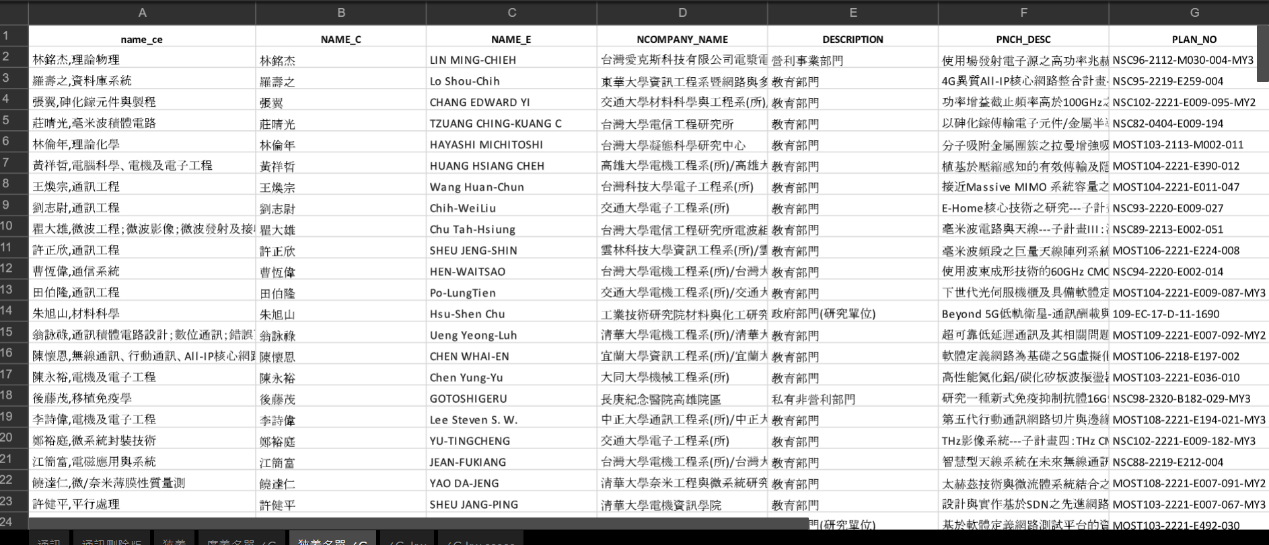 A B C D E F G
1 name_ce NAME_C NAME_E NCOMPANY_NAME DESCRIPTION PNCH_DESC PLAN_NO
2 林銘杰,理論物理 林銘杰 LIN MING-CHIEH 台灣愛克斯科技有限公司電漿電 營利事業部門 使用場發射電子源之高功率兆赫 NSC96-2112-M030-004-MY3
3 羅壽之,資料庫系統 羅壽之 Lo Shou-Chih 東華大學資訊工程系暨網路與多 教育部門 4G異質All-IP核心網路整合計畫- NSC95-2219-E259-004
4 張翼,砷化鎵元件與製程 張翼 CHANG EDWARD YI 交通大學材料科學與工程系(所), 教育部門 功率增益截止頻率高於100GHz之 NSC102-2221-E009-095-MY2
5 莊晴光,毫米波積體電路 莊晴光 TZUANG CHING-KUANG C 台灣大學電信工程研究所 教育部門 以砷化鎵傳輸電子元件/金屬半 NSC82-0404-E009-194
6 林倫年,理論化學 林倫年 HAYASHI MICHITOSHI 台灣大學凝態科學研究中心 教育部門 分子吸附金屬團簇之拉曼增強吸 MOST103-2113-M002-011
7 黃祥哲,電腦科學、電機及電子工程 黃祥哲 HUANG HSIANG CHEH 高雄大學電機工程系(所)/高雄大 教育部門 植基於壓縮感知的有效傳輸及隱 MOST104-2221-E390-012
8 王煥宗,通訊工程 王煥宗 Wang Huan-Chun 台灣科技大學電子工程系(所) 教育部門 接近Massive MIMO 系統容量之 MOST104-2221-E011-047
9 劉志尉,通訊工程 劉志尉 Chih-WeiLiu 交通大學電子工程系(所) 教育部門 E-Home核心技術之研究---子計 NSC93-2220-E009-027
10 瞿大雄,微波工程;微波影像;微波發射及接 瞿大雄 Chu Tah-Hsiung 台灣大學電信工程研究所電波組 教育部門 毫米波電路與天線---子計畫III: NSC89-2213-E002-051
11 許正欣,通訊工程 許正欣 SHEU JENG-SHIN 雲林科技大學資訊工程系(所)/雲 教育部門 毫米波頻段之巨量天線陣列系統 MOST106-2221-E224-008
12 曹恆偉,通信系統 曹恆偉 HEN-WAITSAO 台灣大學電機工程系(所)/台灣大 教育部門 使用波束成形技術的60GHz CMO NSC94-2220-E002-014
13 田伯隆,通訊工程 田伯隆 Po-LungTien 交通大學電機工程系(所)/交通大 教育部門 下世代光伺服機櫃及具備軟體定 MOST104-2221-E009-087-MY3
14 朱旭山,材料科學 朱旭山 Hsu-Shen Chu 工業技術研究院材料與化工研究 政府部門(研究單位) Beyond 5G低軌衛星-通訊酬載與 109-EC-17-D-11-1690
15 翁詠祿,通訊積體電路設計;數位通訊;錯誤 翁詠祿 Ueng Yeong-Luh 清華大學電機工程系(所)/清華大 教育部門 超可靠低延遲通訊及其相關問題 MOST109-2221-E007-092-MY2
16 陳懷恩,無線通訊、行動通訊、All-IP核心網路 陳懷恩 CHEN WHAI-EN 宜蘭大學資訊工程系(所)/宜蘭大 教育部門 軟體定義網路為基礎之5G虛擬化 MOST106-2218-E197-002
17 陳永裕,電機及電子工程 陳永裕 Chen Yung-Yu 大同大學機械工程系(所) 教育部門 高性能氮化鋁/碳化矽板波振盪 MOST103-2221-E036-010
18 後藤茂,移植免疫學 後藤茂 GOTOSHIGERU 長庚紀念醫院高雄院區 私有非營利部門 研究一種新式免疫抑制抗體16G NSC98-2320-B182-029-MY3
19 李詩偉,電機及電子工程 李詩偉 Lee Steven S. W. 中正大學通訊工程系(所)/中正大 教育部門 第五代行動通訊網路切片與邊緣 MOST108-2221-E194-021-MY3
20 鄭裕庭,微系統封裝技術 鄭裕庭 YU-TINGCHENG 交通大學電子工程系(所) 教育部門 THz影像系統---子計畫四:THz CM NSC102-2221-E009-182-MY3
21 江簡富,電磁應用與系統 江簡富 JEAN-FUKIANG 台灣大學電機工程系(所)/台灣大 教育部門 智慧型天線系統在未來無線通訊 NSC88-2219-E212-004
22 饒達仁,微/奈米薄膜性質量測 饒達仁 YAO DA-JENG 清華大學奈米工程與微系統研究 教育部門 太赫茲技術與微流體系統結合之 MOST108-2221-E007-091-MY2
23 許健平,平行處理 許健平 SHEU JANG-PING 清華大學電機資訊學院 教育部門 設計與實作基於SDN之先進網路 MOST103-2221-E007-067-MY3
24 門(研究單位) 基於軟體定義網路測試平台的資 MOST103-2221-E492-030